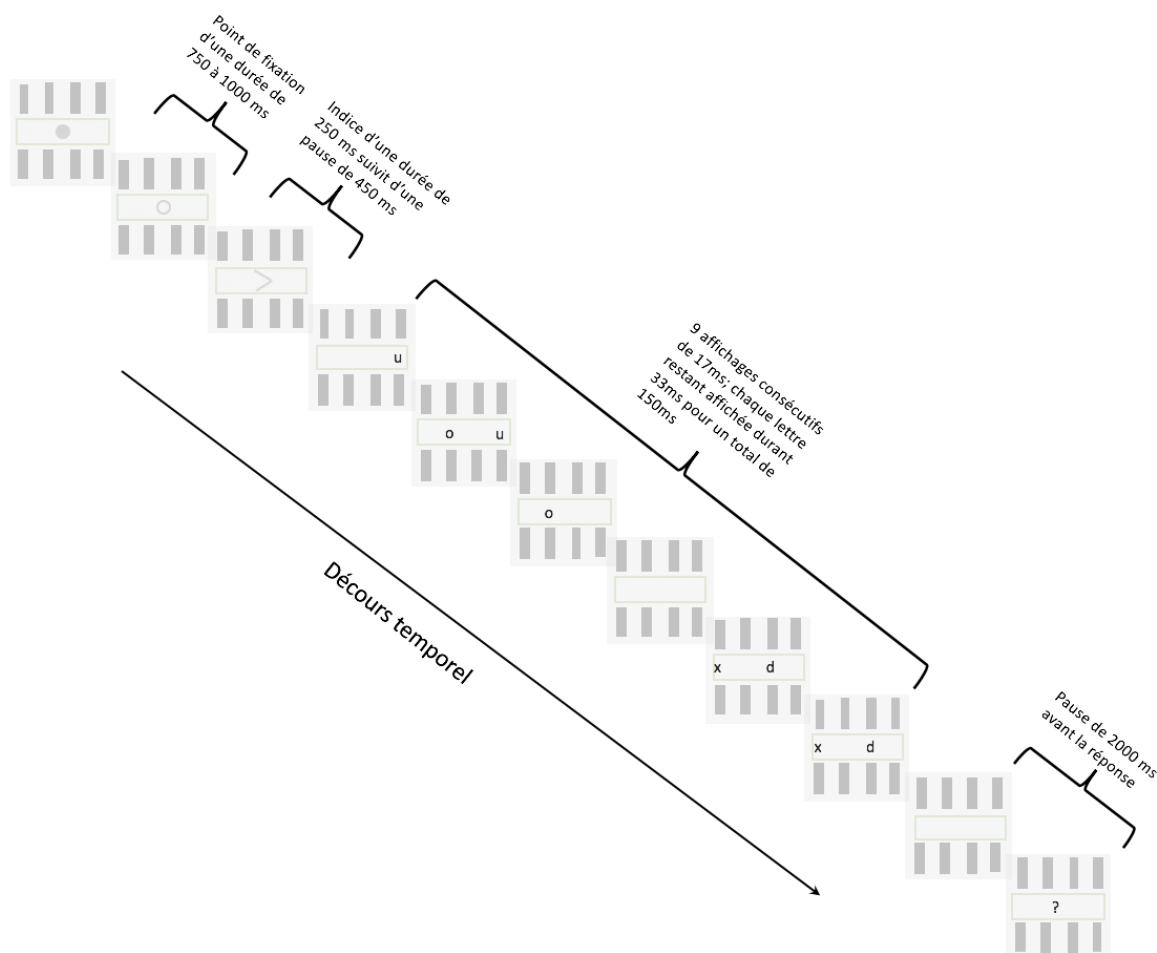 Point de fixation
d'une durée de
750 à 1000 ms
Indice d'une durée de
250 ms suivit d'une
pause de 450 ms
u
o u
o
9 affichages consécutifs
de 17ms; chaque lettre
restant affichée durant
33ms pour un total de
150ms
x d
x d
Décours temporel
Pause de 2000 ms
avant la réponse
?